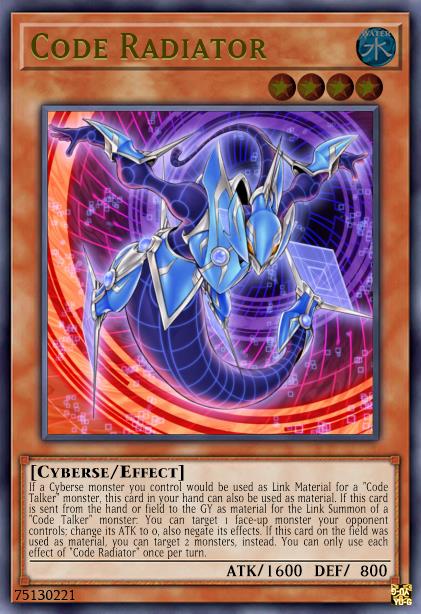 Code Radiator
WATER
水
[Cyberse/Effect]
If a Cyberse monster you control would be used as Link Material for a "Code
Talker" monster, this card in your hand can also be used as material. If this card
is sent from the hand or field to the GY as material for the Link Summon of a
"Code Talker" monster: You can target 1 face-up monster your opponent
controls; change its ATK to 0, also negate its effects. If this card on the field was
used as material, you can target 2 monsters, instead. You can only use each
effect of "Code Radiator" once per turn.
ATK/1600 DEF/ 800
75130221